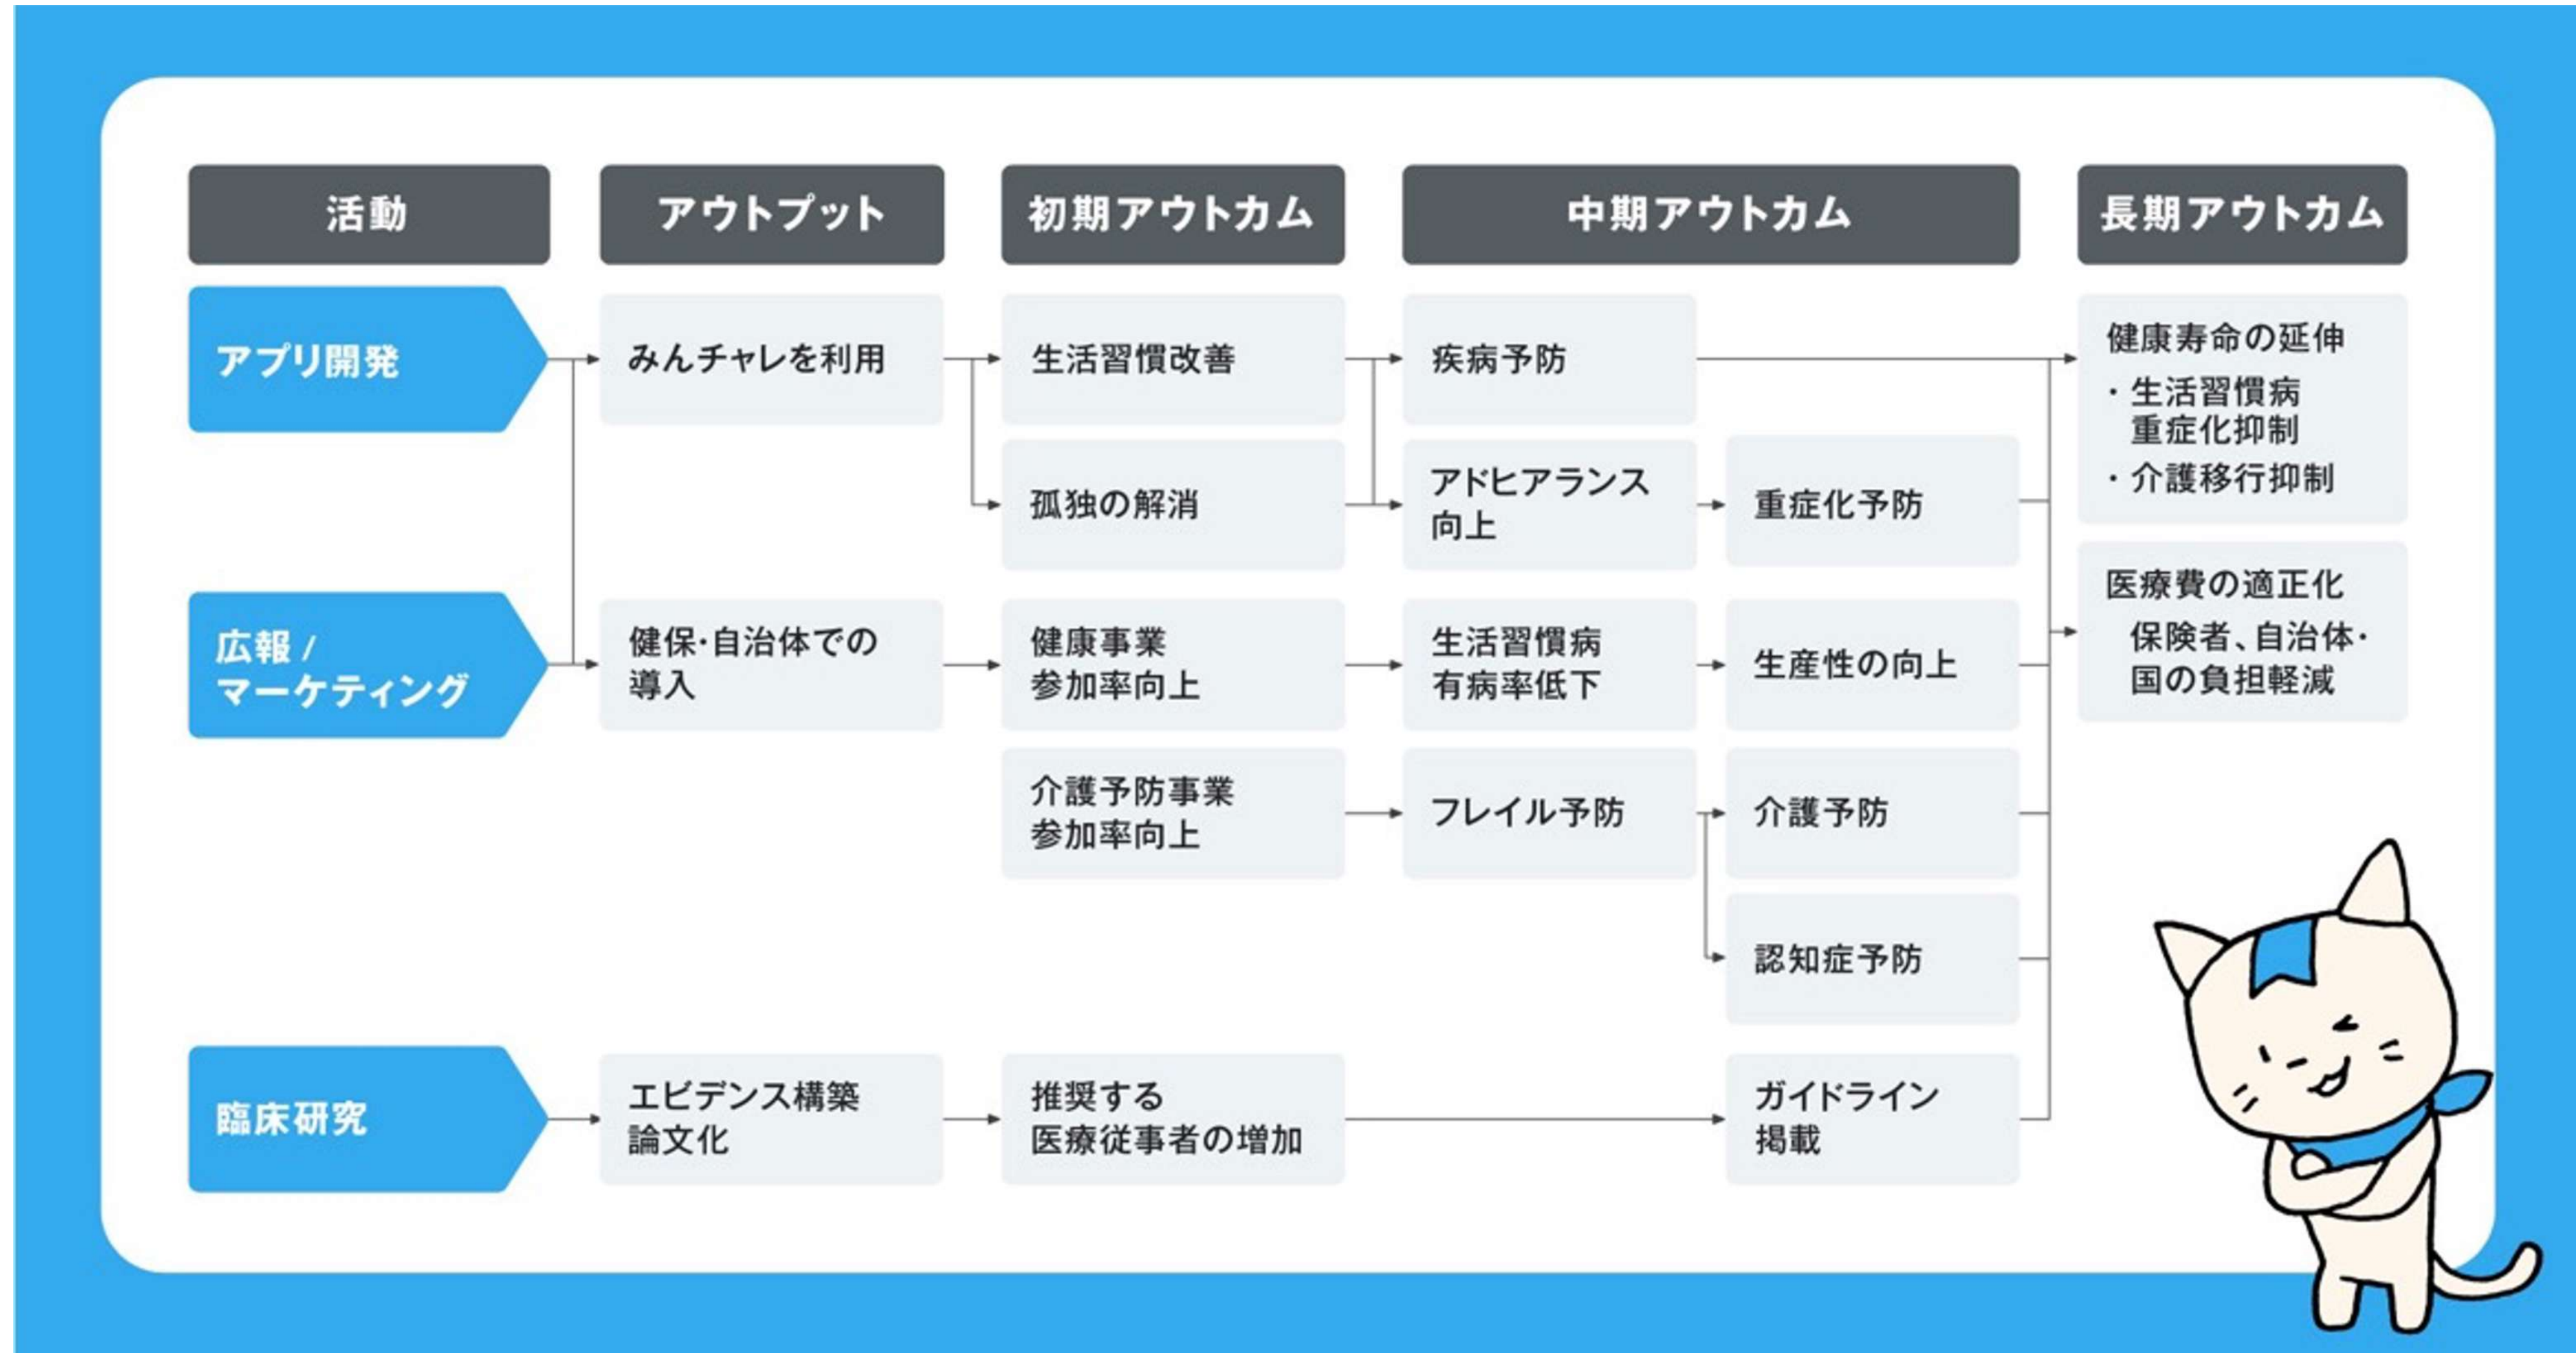 活動
アウトプット
初期アウトカム
中期アウトカム
長期アウトカム
アプリ開発
みんチャレを利用
生活習慣改善
疾病予防
健康寿命の延伸
・生活習慣病
重症化抑制
・介護移行抑制
孤独の解消
アドヒアランス
向上
重症化予防
広報 /
マーケティング
健保・自治体での
導入
健康事業
参加率向上
生活習慣病
有病率低下
生産性の向上
医療費の適正化
保険者、自治体・
国の負担軽減
介護予防事業
参加率向上
フレイル予防
介護予防
認知症予防
臨床研究
エビデンス構築
論文化
推奨する
医療従事者の増加
ガイドライン
掲載